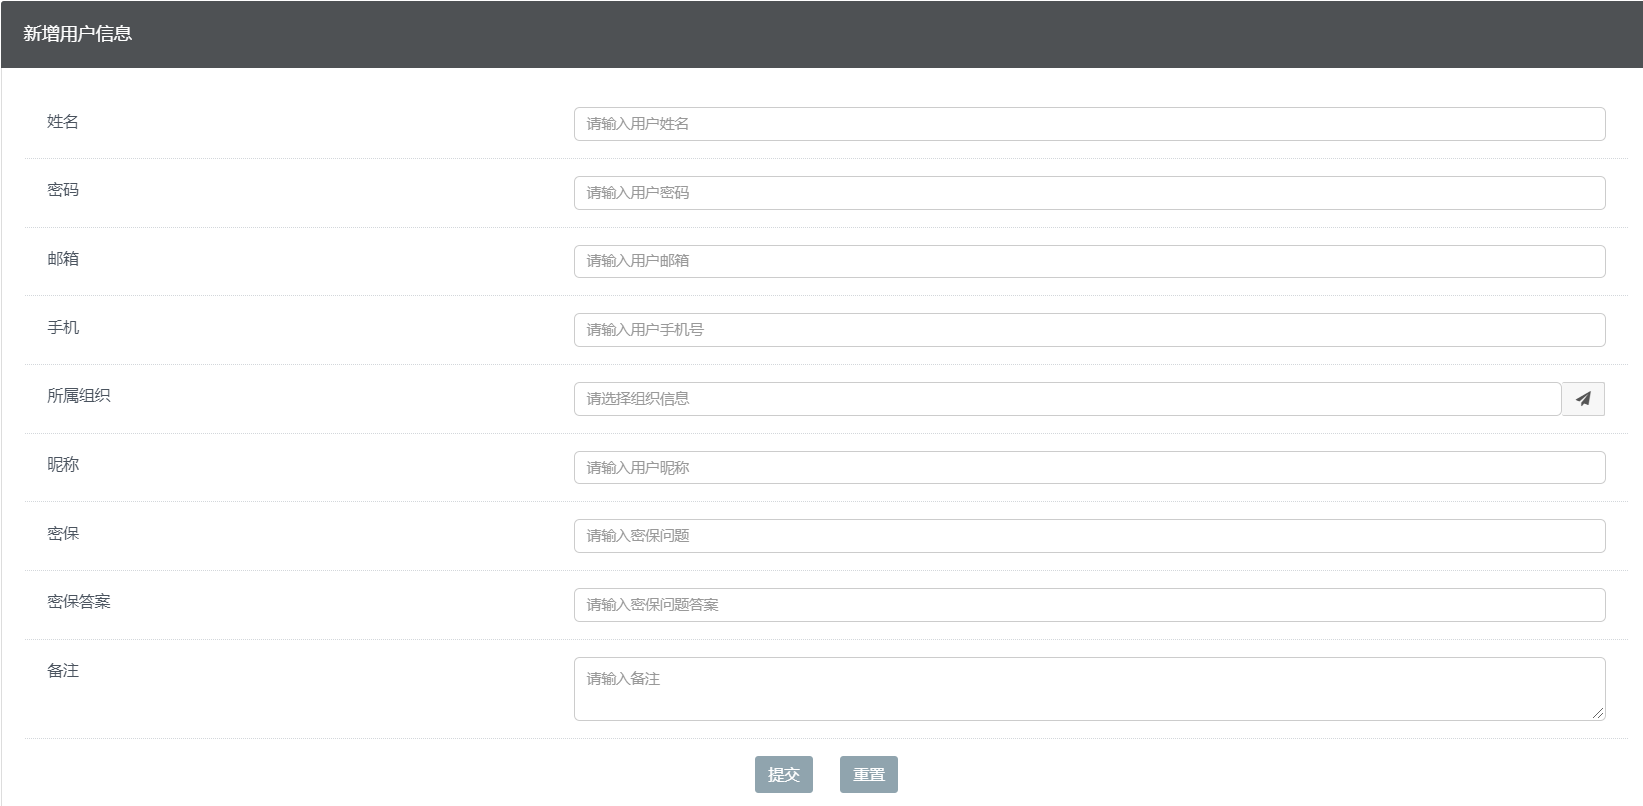 新增用户信息
姓名 请输入用户姓名
密码 请输入用户密码
邮箱 请输入用户邮箱
手机 请输入用户手机号
所属组织 请选择组织信息
昵称 请输入用户昵称
密保 请输入密保问题
密保答案 请输入密保问题答案
备注 请输入备注
提交 重置